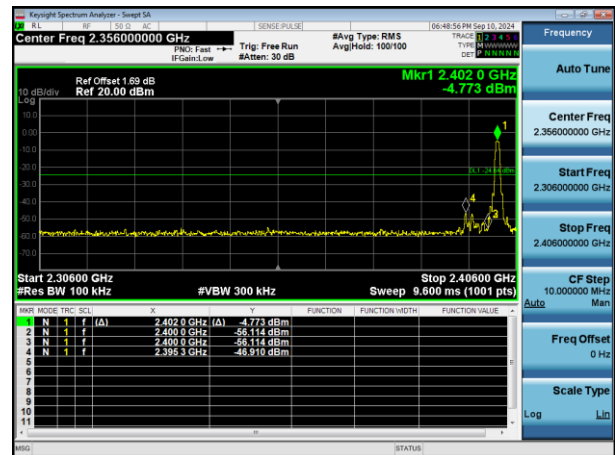 Keysight Spectrum Analyzer - Swept SA
RL RF 50 Ω AC SENSE:PULSE 06:48:56 PM Sep 10, 2024
Center Freq 2.356000000 GHz #Avg Type: RMS TRACE 1 2 3 4 5 6
PNO: Fast Trig: Free Run Avg|Hold: 100/100 TYPE M WWWWW
IFGain:Low #Atten: 30 dB DET P NNNNN
Ref Offset 1.69 dB Mkr1 2.402 0 GHz
10 dB/div Ref 20.00 dBm -4.773 dBm
Log
10.0
1
0.00
-10.0
-20.0
-30.0
4
-40.0
3
-50.0
-60.0
-70.0
Start 2.30600 GHz Stop 2.40600 GHz
#Res BW 100 kHz #VBW 300 kHz Sweep 9.600 ms (1001 pts)
MKR MODE TRC SCL X Y FUNCTION FUNCTION WIDTH FUNCTION VALUE
1 N 1 f (Δ) 2.402 0 GHz (Δ) -4.773 dBm
2 N 1 f 2.400 0 GHz -56.114 dBm
3 N 1 f 2.400 0 GHz -56.114 dBm
4 N 1 f 2.395 3 GHz -46.910 dBm
5
6
7
8
9
10
11
MSG STATUS
Frequency
Auto Tune
Center Freq
2.356000000 GHz
Start Freq
2.306000000 GHz
Stop Freq
2.406000000 GHz
CF Step
10.000000 MHz
Auto Man
Freq Offset
0 Hz
Scale Type
Log Lin